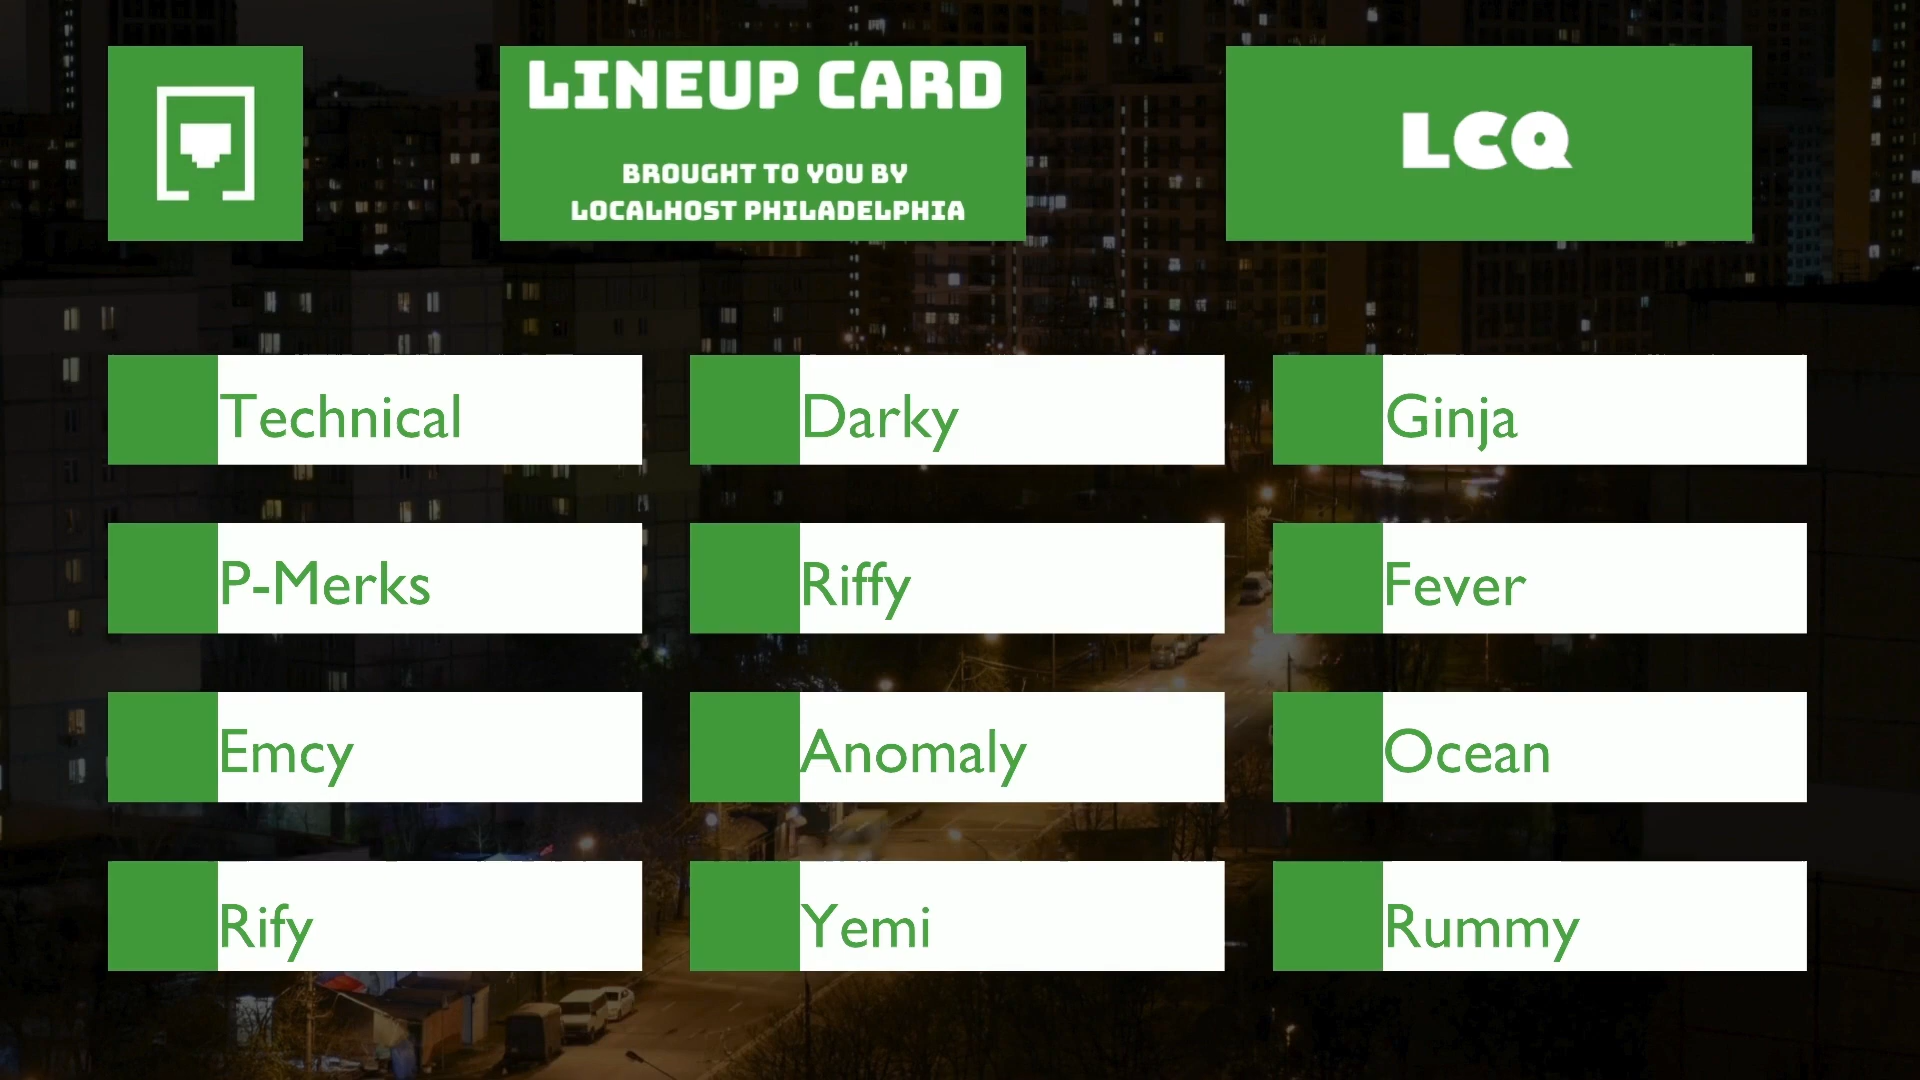 LINEUP CARD
BROUGHT TO YOU BY
LOCALHOST PHILADELPHIA
LCQ
Technical
Darky
Ginja
P-Merks
Riffy
Fever
Emcy
Anomaly
Ocean
Rify
Yemi
Rummy